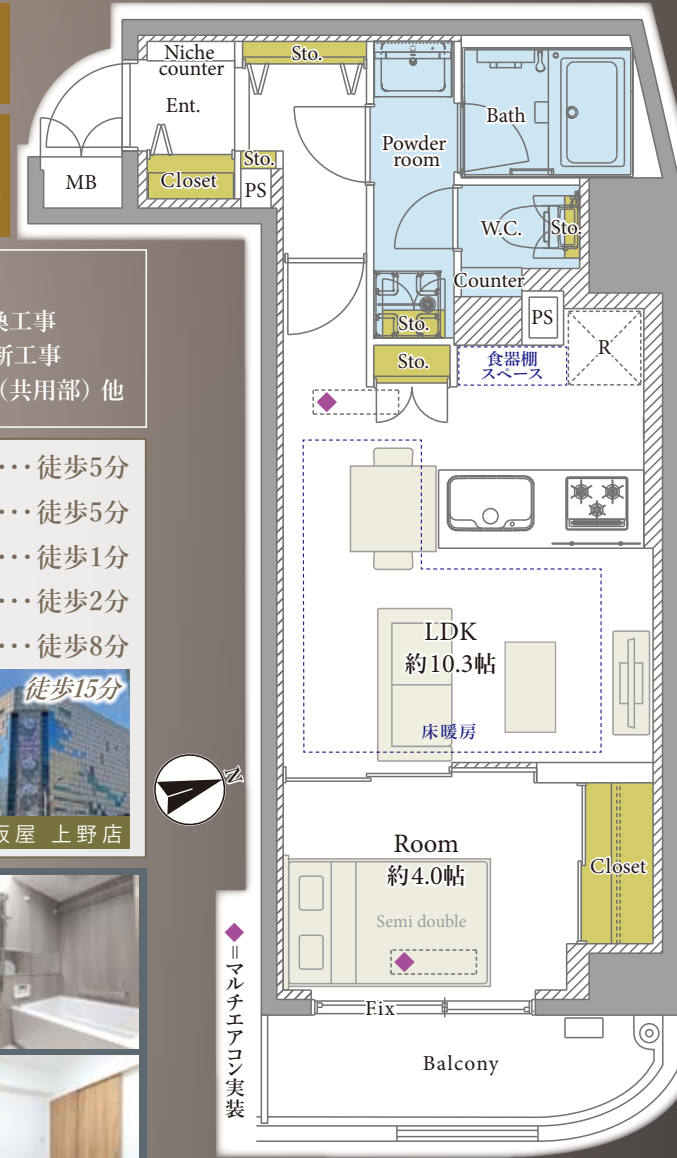 Niche
counter
Sto.
Ent.
Bath
Powder
room
MB
Closet
Sto.
PS
W.C.
Sto.
Counter
換工事
新工事
（共用部）他
Sto.
PS
Sto.
食器棚
スペース
R
･･･徒歩5分
･･･徒歩5分
･･･徒歩1分
･･･徒歩2分
･･･徒歩8分
LDK
約10.3帖
徒歩15分
床暖房
N
坂屋 上野店
Room
約4.0帖
Closet
Semi double
◆=マルチエアコン実装
Fix
Balcony